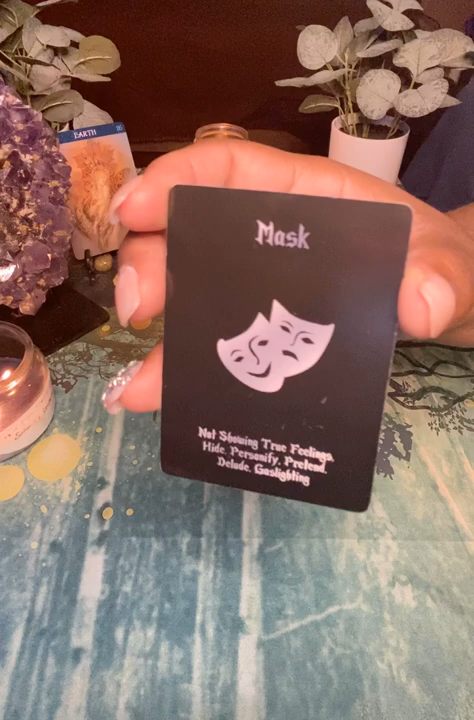 EARTH
Mask
Not Showing True Feelings,
Hide, Personify, Pretend,
Delude, Gaslighting